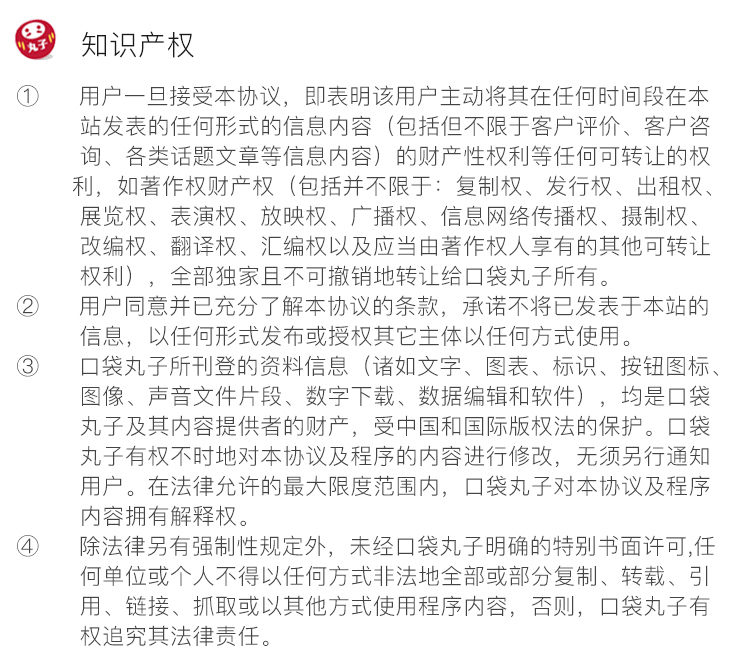 丸子
知识产权
① 用户一旦接受本协议，即表明该用户主动将其在任何时间段在本
站发表的任何形式的信息内容（包括但不限于客户评价、客户咨
询、各类话题文章等信息内容）的财产性权利等任何可转让的权
利，如著作权财产权（包括并不限于：复制权、发行权、出租权、
展览权、表演权、放映权、广播权、信息网络传播权、摄制权、
改编权、翻译权、汇编权以及应当由著作权人享有的其他可转让
权利），全部独家且不可撤销地转让给口袋丸子所有。
② 用户同意并已充分了解本协议的条款，承诺不将已发表于本站的
信息，以任何形式发布或授权其它主体以任何方式使用。
③ 口袋丸子所刊登的资料信息（诸如文字、图表、标识、按钮图标、
图像、声音文件片段、数字下载、数据编辑和软件），均是口袋
丸子及其内容提供者的财产，受中国和国际版权法的保护。口袋
丸子有权不时地对本协议及程序的内容进行修改，无须另行通知
用户。在法律允许的最大限度范围内，口袋丸子对本协议及程序
内容拥有解释权。
④ 除法律另有强制性规定外，未经口袋丸子明确的特别书面许可,任
何单位或个人不得以任何方式非法地全部或部分复制、转载、引
用、链接、抓取或以其他方式使用程序内容，否则，口袋丸子有
权追究其法律责任。